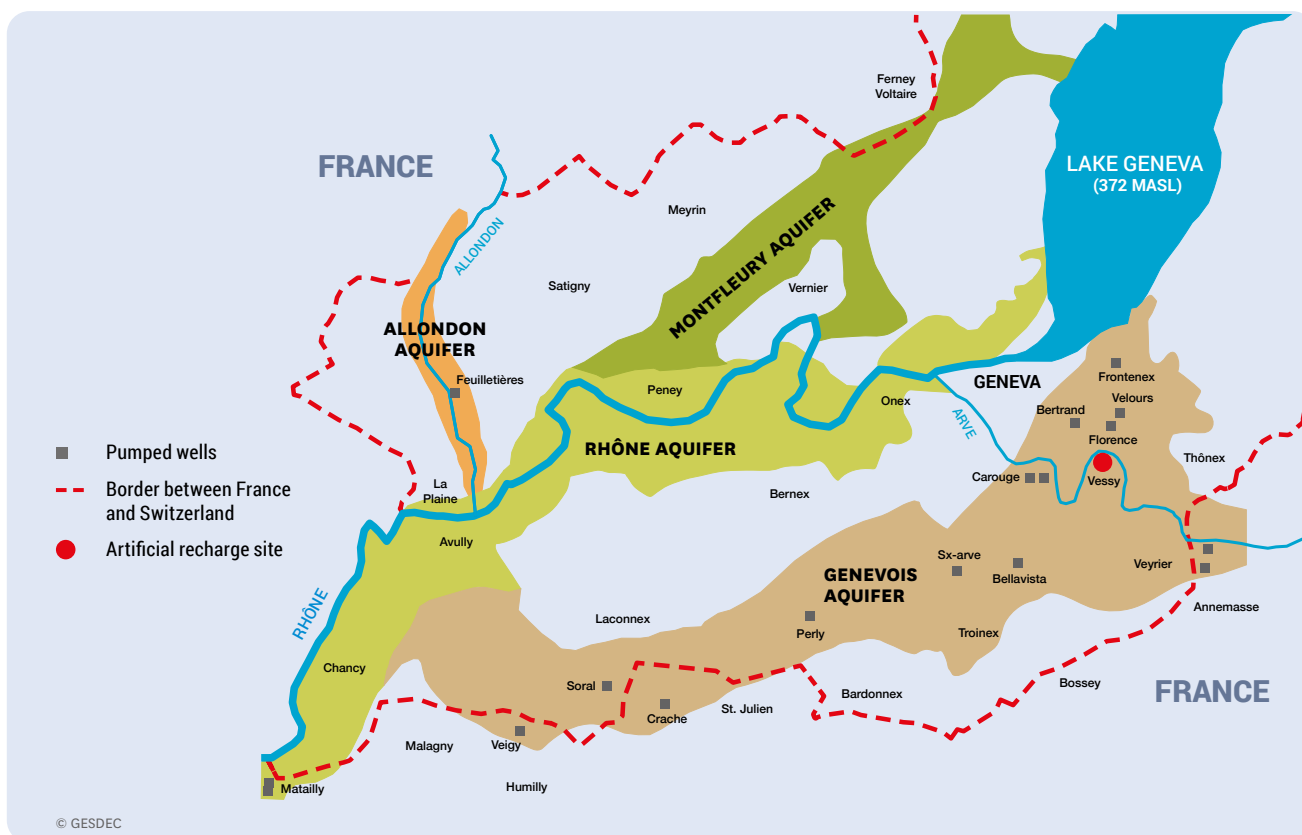 Ferney
Voltaire
FRANCE
LAKE GENEVA
(372 MASL)
Meyrin
ALLONDON
MONTFLEURY AQUIFER
Satigny
Vernier
ALLONDON
AQUIFER
Feuilletières
Peney
GENEVA
Frontenex
Onex
Velours
Bertrand
ARVE
Florence
RHÔNE AQUIFER
Pumped wells
Thônex
Carouge
Vessy
Border between France
and Switzerland
La
Plaine
Bernex
Avully
Artificial recharge site
Sx-arve
Bellavista
Veyrier
GENEVOIS
AQUIFER
RHÔNE
Annemasse
Laconnex
Perly
Troinex
Chancy
Soral
Bossey
FRANCE
Bardonnex
Crache
St. Julien
Malagny
Veigy
Matailly
Humilly
© GESDEC